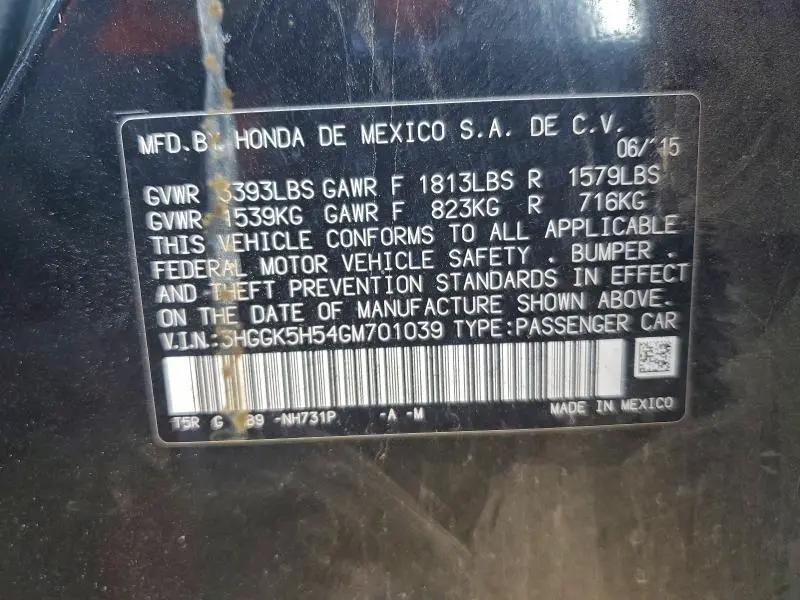 MFD.BY HONDA DE MEXICO S.A. DE C.V.
06/15
GVWR 3393LBS GAWR F 1813LBS R 1579LBS
GVWR 1539KG GAWR F 823KG R 716KG
THIS VEHICLE CONFORMS TO ALL APPLICABLE
FEDERAL MOTOR VEHICLE SAFETY . BUMPER .
AND THEFT PREVENTION STANDARDS IN EFFECT
ON THE DATE OF MANUFACTURE SHOWN ABOVE.
V.I.N.:3HGGK5H54GM701039 TYPE:PASSENGER CAR
T5R G -NH731P -A -M
MADE IN MEXICO